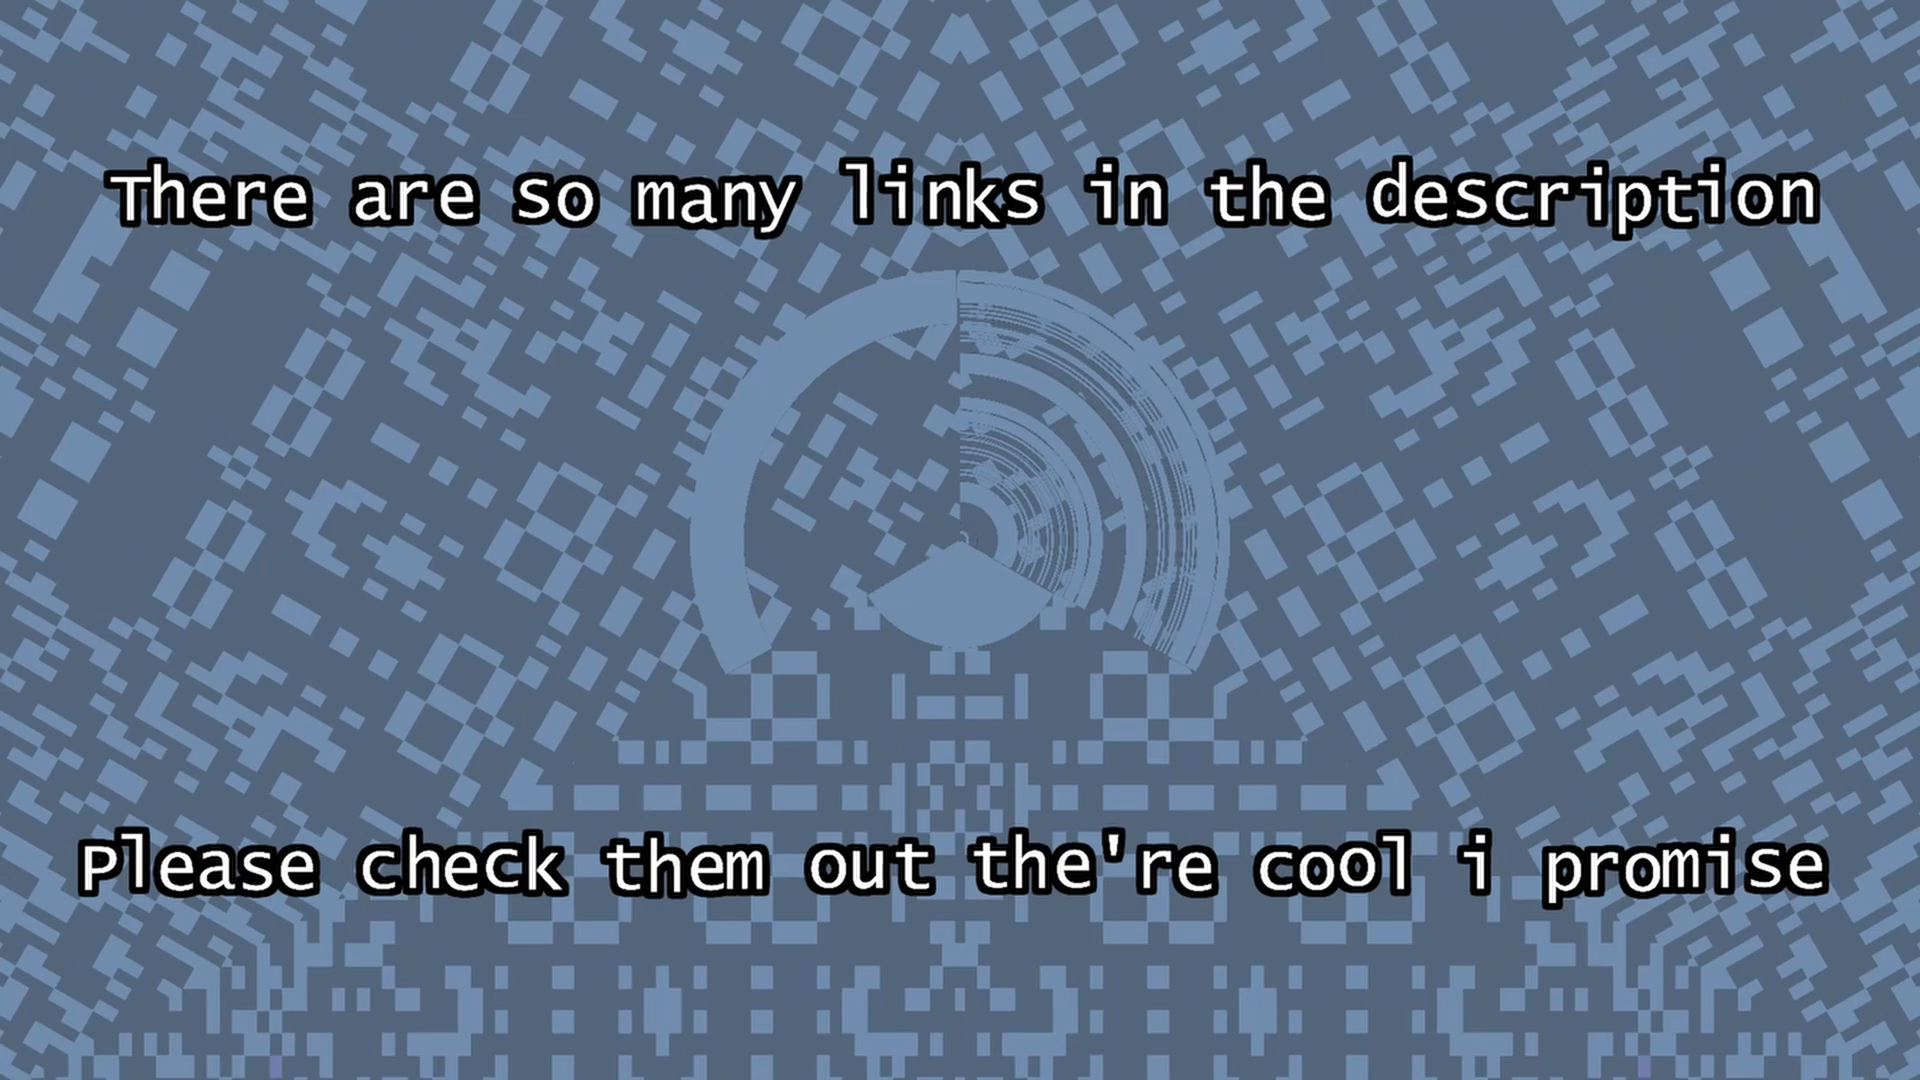 There are so many links in the description
Please check them out the're cool i promise